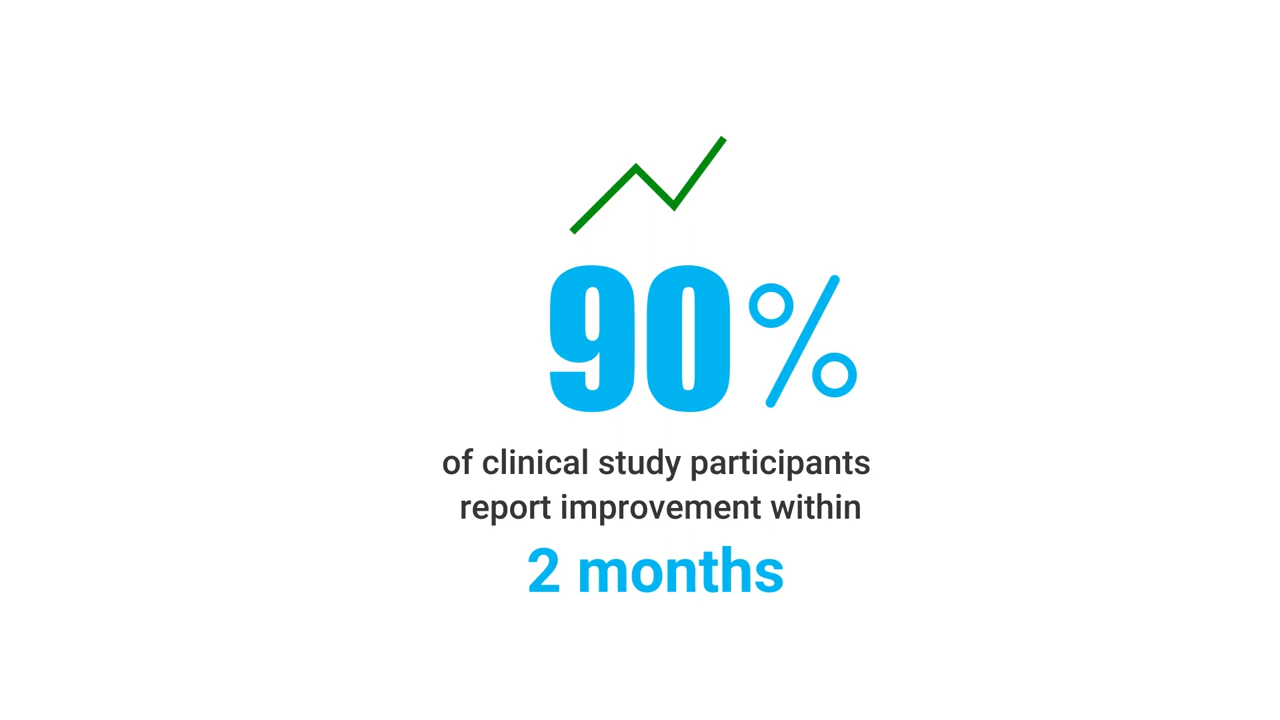 90%
of clinical study participants
report improvement within
2 months